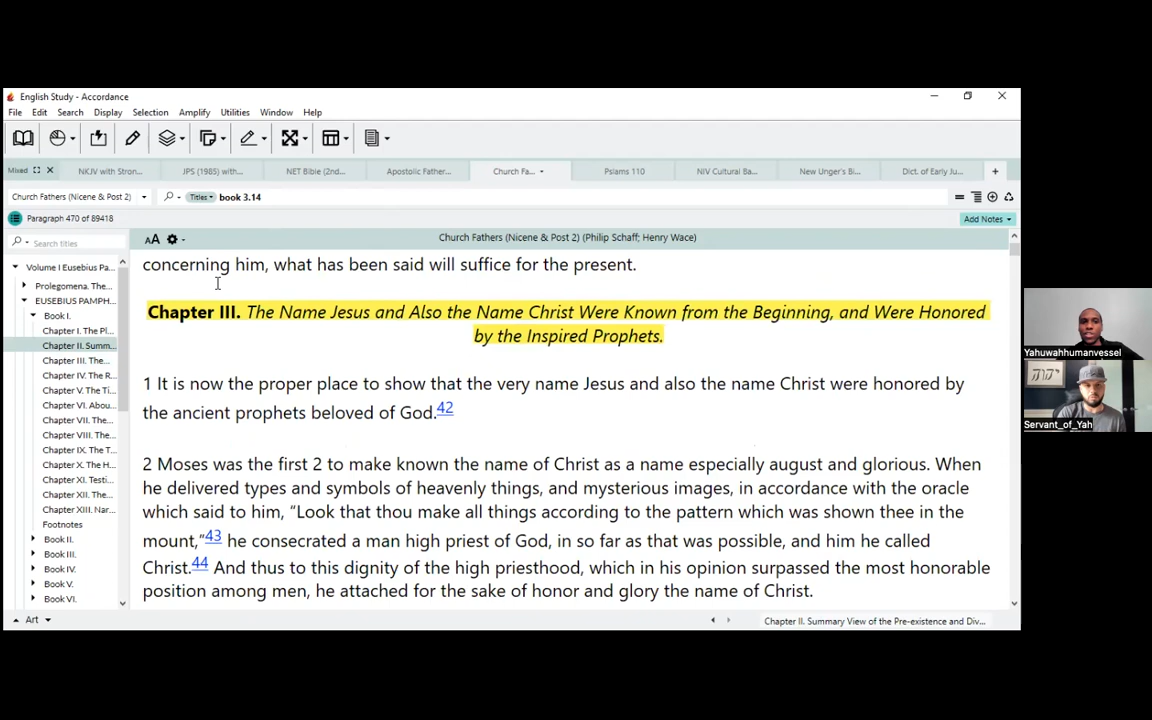 English Study - Accordance
File Edit Search Display Selection Amplify Utilities Window Help
Mixed NKJV with Stron... JPS (1985) with... NET Bible (2nd... Apostolic Father... Church Fa... Pslams 110 NIV Cultural Ba... New Unger's Bi... Dict. of Early Ju... +
Church Fathers (Nicene & Post 2) Titles book 3.14
Paragraph 470 of 89418 Add Notes
Search titles
AA Church Fathers (Nicene & Post 2) (Philip Schaff; Henry Wace)
Volume I Eusebius Pa...
Prolegomena. The...
EUSEBIUS PAMPH...
Book I.
Chapter I. The Pl...
Chapter II. Summ...
Chapter III. The...
Chapter IV. The R...
Chapter V. The Ti...
Chapter VI. Abou...
Chapter VII. The...
Chapter VIII. The...
Chapter IX. The T...
Chapter X. The H...
Chapter XI. Testi...
Chapter XII. The...
Chapter XIII. Nar...
Footnotes
Book II.
Book III.
Book IV.
Book V.
Book VI.
concerning him, what has been said will suffice for the present.
Chapter III. The Name Jesus and Also the Name Christ Were Known from the Beginning, and Were Honored
by the Inspired Prophets.
1 It is now the proper place to show that the very name Jesus and also the name Christ were honored by
the ancient prophets beloved of God.42
2 Moses was the first 2 to make known the name of Christ as a name especially august and glorious. When
he delivered types and symbols of heavenly things, and mysterious images, in accordance with the oracle
which said to him, “Look that thou make all things according to the pattern which was shown thee in the
mount,”43 he consecrated a man high priest of God, in so far as that was possible, and him he called
Christ.44 And thus to this dignity of the high priesthood, which in his opinion surpassed the most honorable
position among men, he attached for the sake of honor and glory the name of Christ.
Art
Chapter II. Summary View of the Pre-existence and Div...
Yahuwahhumanvessel
יהוה
Servant_of_Yah